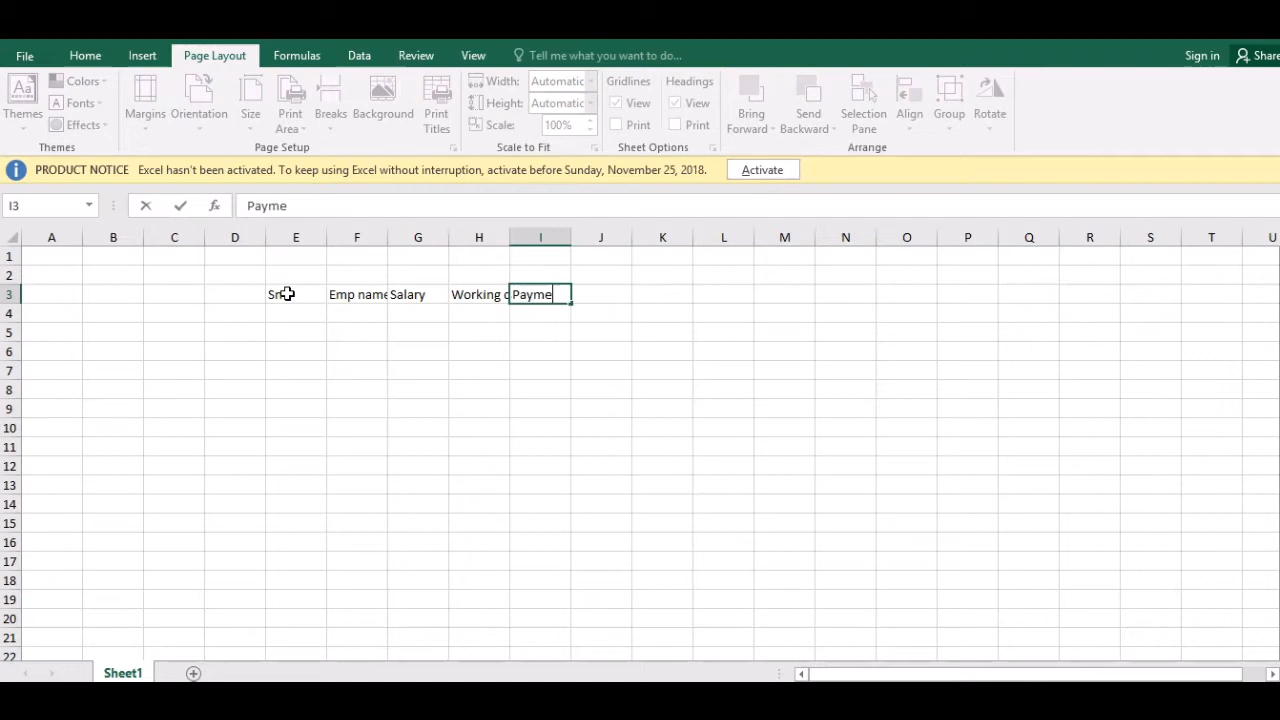 File Home Insert Page Layout Formulas Data Review View Tell me what you want to do... Sign in Share
Themes
Colors
Fonts
Effects
Themes
Margins
Orientation
Size
Print Area
Breaks
Background
Print Titles
Page Setup
Width: Automatic
Height: Automatic
Scale: 100%
Scale to Fit
Gridlines
View
Print
Headings
View
Print
Sheet Options
Bring Forward
Send Backward
Selection Pane
Align
Group
Rotate
Arrange
PRODUCT NOTICE Excel hasn't been activated. To keep using Excel without interruption, activate before Sunday, November 25, 2018. Activate
I3 fx Payme
A B C D E F G H I J K L M N O P Q R S T U
1
2
3 Emp name Salary Working Payme
4
5
6
7
8
9
10
11
12
13
14
15
16
17
18
19
20
21
22
Sheet1